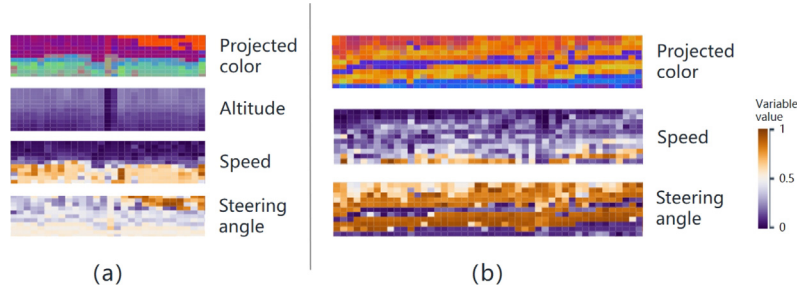 Projected
color
Altitude
Speed
Steering
angle
(a)
Projected
color
Speed
Steering
angle
(b)
Variable
value
1
0.5
0